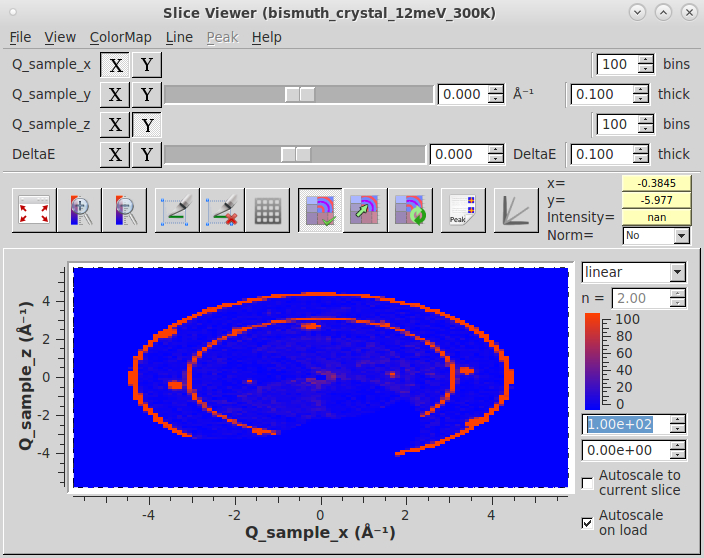 Slice Viewer (bismuth_crystal_12meV_300K)
File View ColorMap Line Peak Help
Q_sample_x X Y 100 bins
Q_sample_y X Y 0.000 Å⁻¹ 0.100 thick
Q_sample_z X Y 100 bins
DeltaE X Y 0.000 DeltaE 0.100 thick
Peak
x= -0.3845
y= -5.977
Intensity= nan
Norm= No
linear
n = 2.00
100
80
60
40
20
0
1.00e+02
0.00e+00
Autoscale to
current slice
Autoscale
on load
Q_sample_z (Å⁻¹)
4
2
0
-2
-4
-4 -2 0 2 4
Q_sample_x (Å⁻¹)